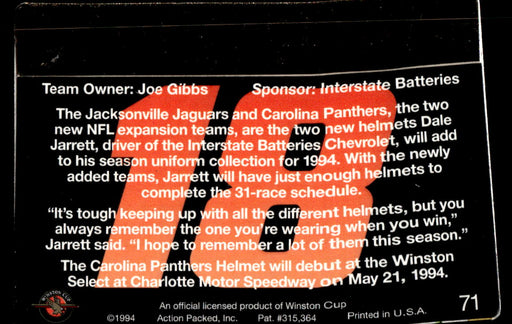 Team Owner: Joe Gibbs Sponsor: Interstate Batteries
The Jacksonville Jaguars and Carolina Panthers, the two
new NFL expansion teams, are the two new helmets Dale
Jarrett, driver of the Interstate Batteries Chevrolet, will add
to his season uniform collection for 1994. With the newly
added teams, Jarrett will have just enough helmets to
complete the 31-race schedule.
“It's tough keeping up with all the different helmets, but you
always remember the one you're wearing when you win,”
Jarrett said. “I hope to remember a lot of them this season.”
The Carolina Panthers Helmet will debut at the Winston
Select at Charlotte Motor Speedway on May 21, 1994.
18
Winston Cup
An official licensed product of Winston Cup
©1994 Action Packed, Inc. Pat. #315,364 Printed in U.S.A.
71